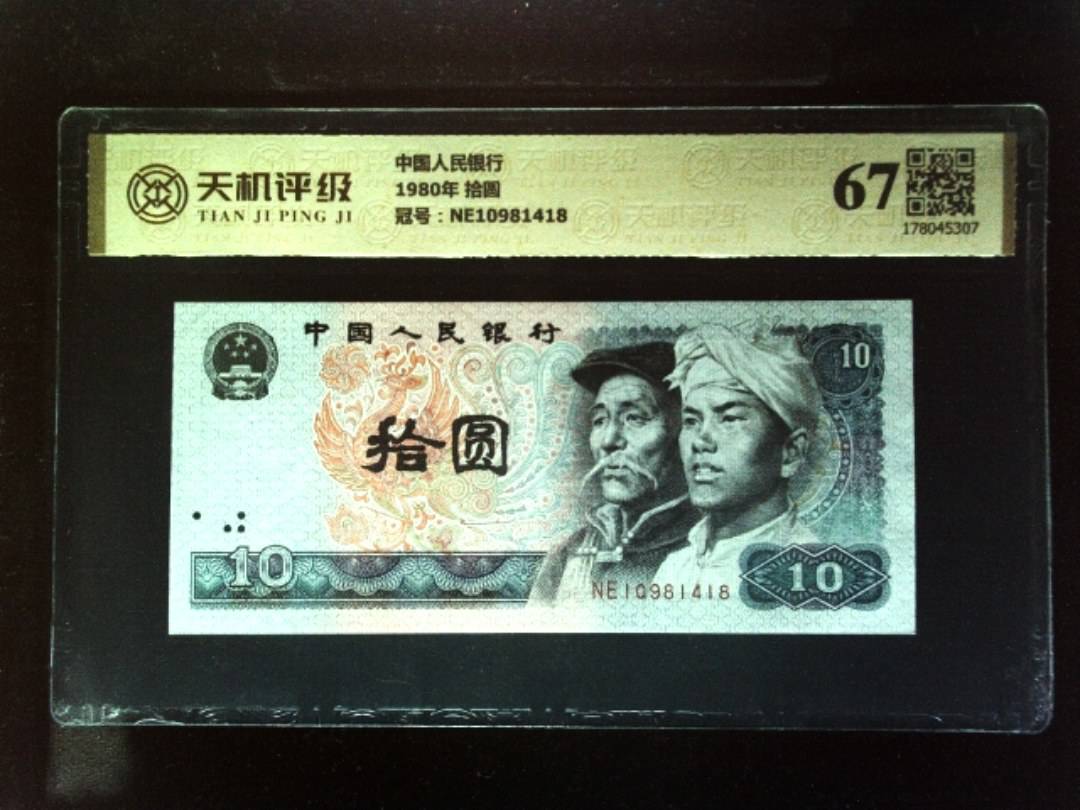 天机评级
TIAN JI PING JI
中国人民银行
1980年 拾圆
冠号：NE10981418
67
178045307
中国人民银行
10
拾圆
10
NE10981418
10